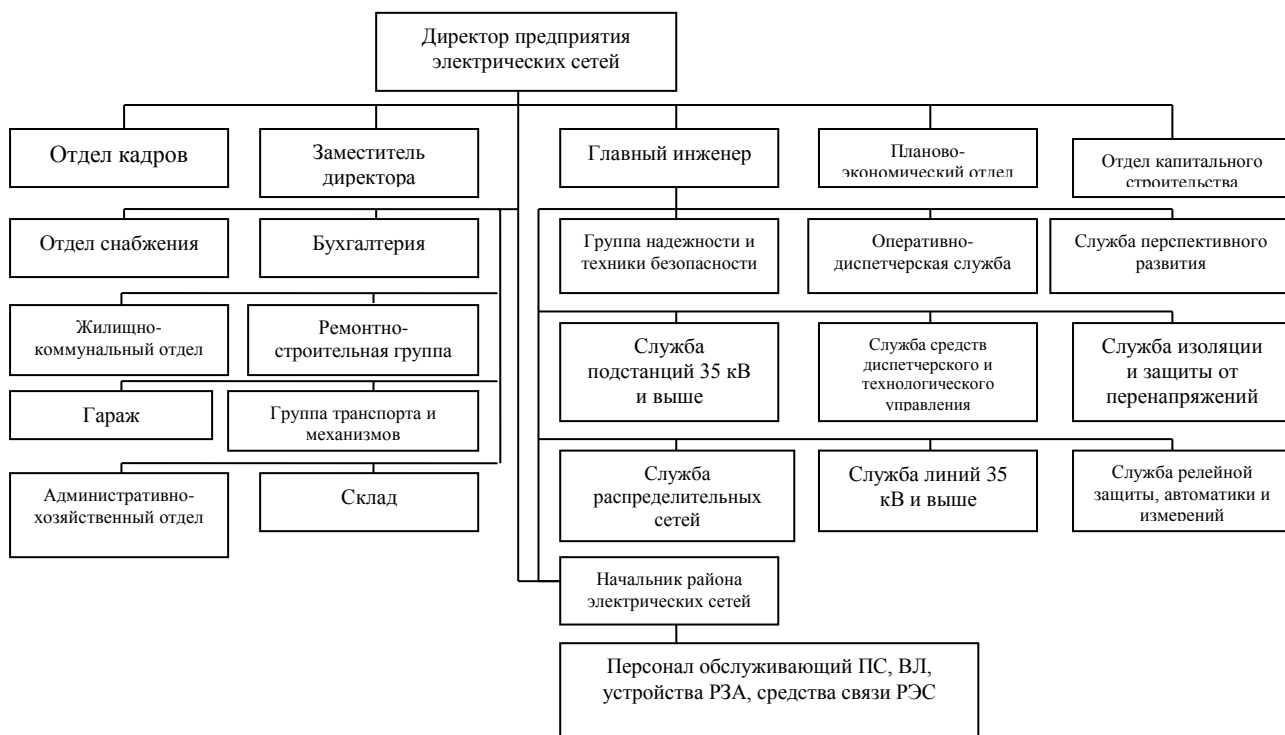 Директор предприятия
электрических сетей
Отдел кадров
Заместитель
директора
Главный инженер
Планово-
экономический отдел
Отдел капитального
строительства
Отдел снабжения
Бухгалтерия
Группа надежности и
техники безопасности
Оперативно-
диспетчерская служба
Служба перспективного
развития
Жилищно-
коммунальный отдел
Ремонтно-
строительная группа
Служба
подстанций 35 кВ
и выше
Служба средств
диспетчерского и
технологического
управления
Служба изоляции
и защиты от
перенапряжений
Гараж
Группа транспорта и
механизмов
Административно-
хозяйственный отдел
Склад
Служба
распределительных
сетей
Служба линий 35
кВ и выше
Служба релейной
защиты, автоматики и
измерений
Начальник района
электрических сетей
Персонал обслуживающий ПС, ВЛ,
устройства РЗА, средства связи РЭС